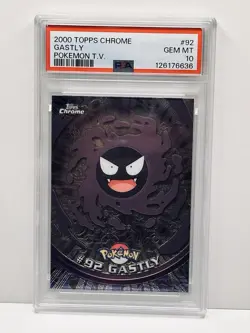 2000 TOPPS CHROME #92
GASTLY GEM MT
POKEMON T.V. 10
PSA 126176636
Topps
Chrome
POKéMON
#92 GASTLY